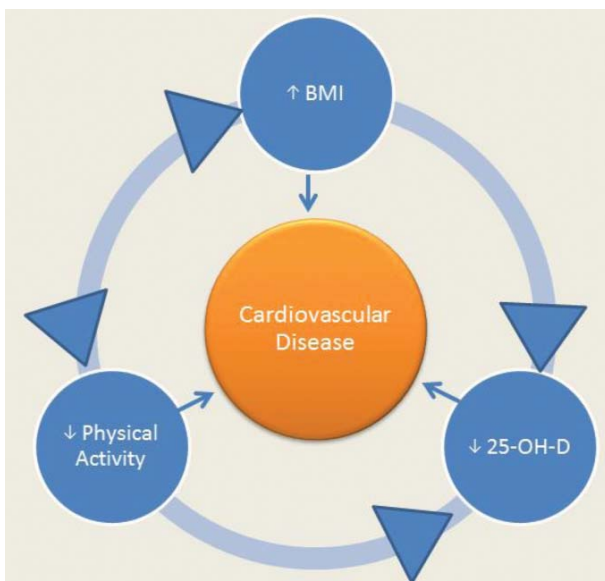 ↑ BMI
Cardiovascular
Disease
↓ Physical
Activity
↓ 25-OH-D